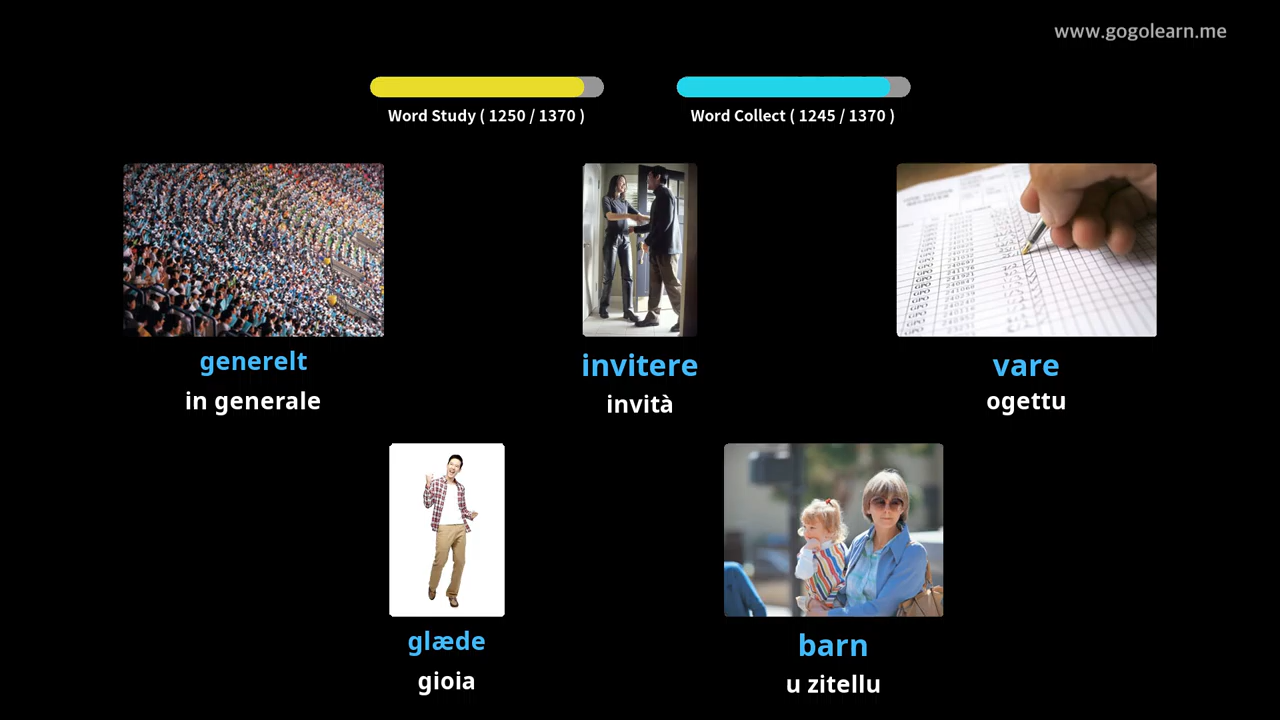 www.gogolearn.me
Word Study ( 1250 / 1370 )
Word Collect ( 1245 / 1370 )
generelt
in generale
invitere
invità
vare
ogettu
glæde
gioia
barn
u zitellu